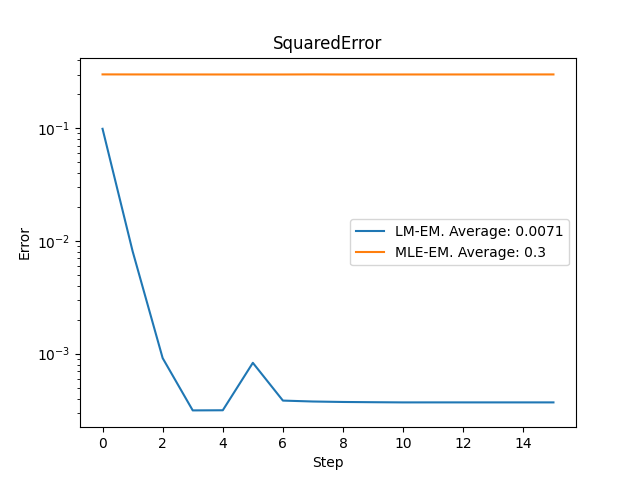 SquaredError
10⁻¹
10⁻²
10⁻³
Error
LM-EM. Average: 0.0071
MLE-EM. Average: 0.3
0 2 4 6 8 10 12 14
Step